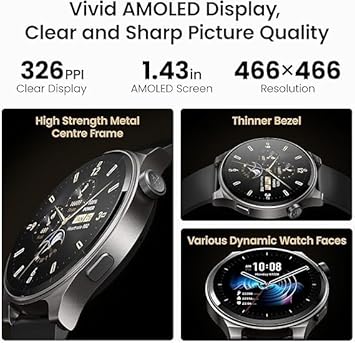 Vivid AMOLED Display,
Clear and Sharp Picture Quality
326PPI 1.43in 466×466
Clear Display AMOLED Screen Resolution
High Strength Metal
Centre Frame
Thinner Bezel
Various Dynamic Watch Faces
AM 10:08